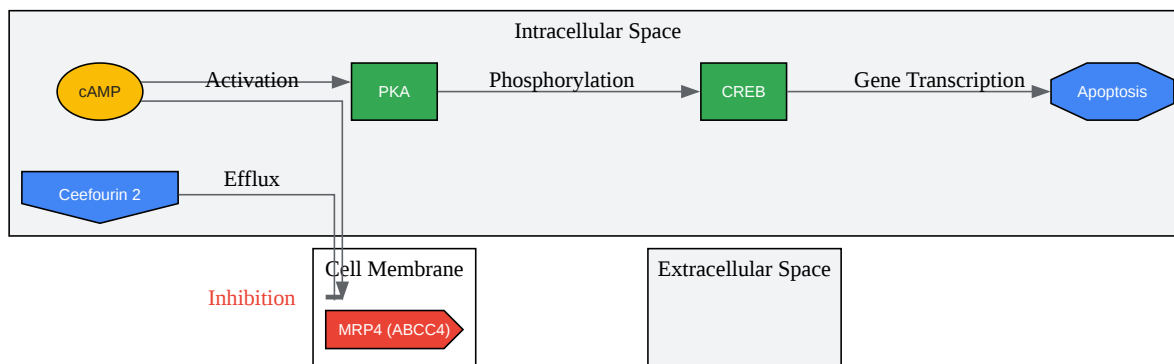 Intracellular Space
cAMP
Activation
PKA
Phosphorylation
CREB
Gene Transcription
Apoptosis
Ceefourin 2
Efflux
Cell Membrane
Extracellular Space
Inhibition
MRP4 (ABCC4)